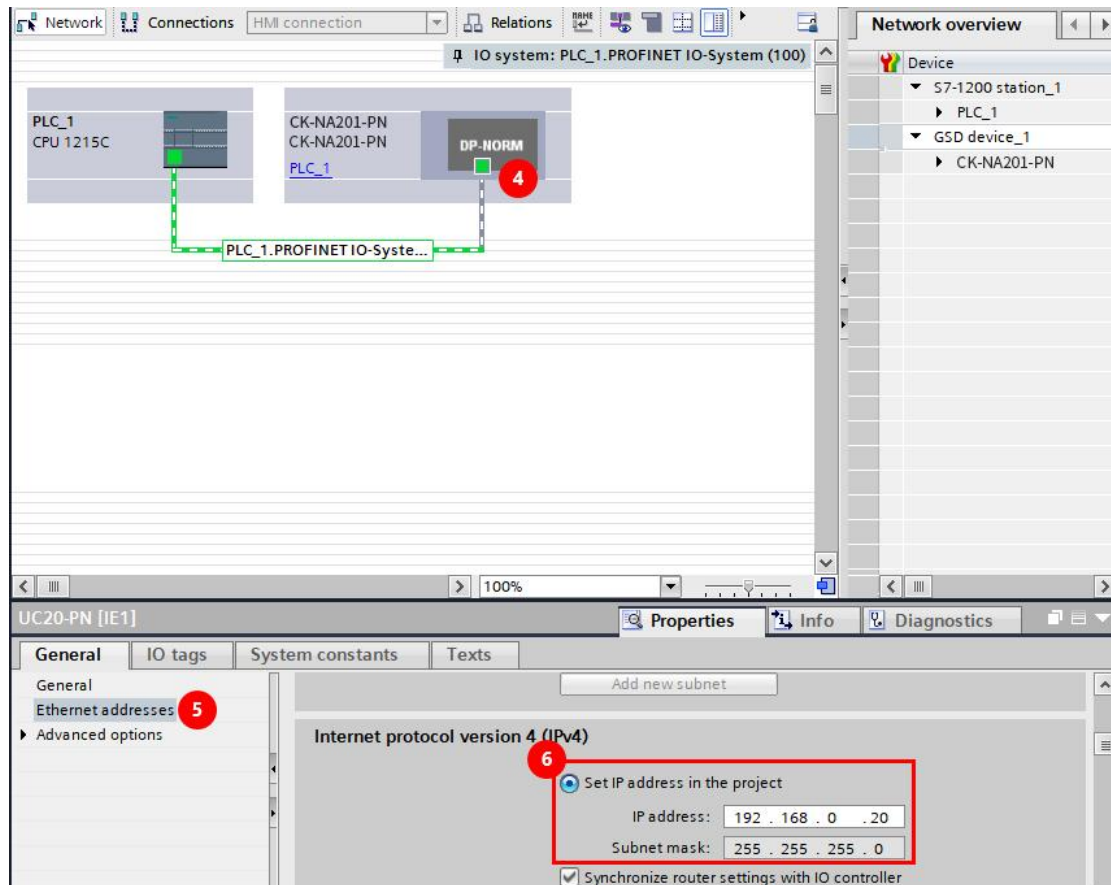 Network Connections HMI connection Relations
IO system: PLC_1.PROFINET IO-System (100)
PLC_1
CPU 1215C
CK-NA201-PN
CK-NA201-PN
PLC_1
DP-NORM
4
PLC_1.PROFINET IO-Syste...
100%
Network overview
Device
S7-1200 station_1
PLC_1
GSD device_1
CK-NA201-PN
UC20-PN [IE1]
Properties Info Diagnostics
General IO tags System constants Texts
General
Ethernet addresses 5
Advanced options
Add new subnet
Internet protocol version 4 (IPv4)
6
Set IP address in the project
IP address: 192 . 168 . 0 . 20
Subnet mask: 255 . 255 . 255 . 0
Synchronize router settings with IO controller